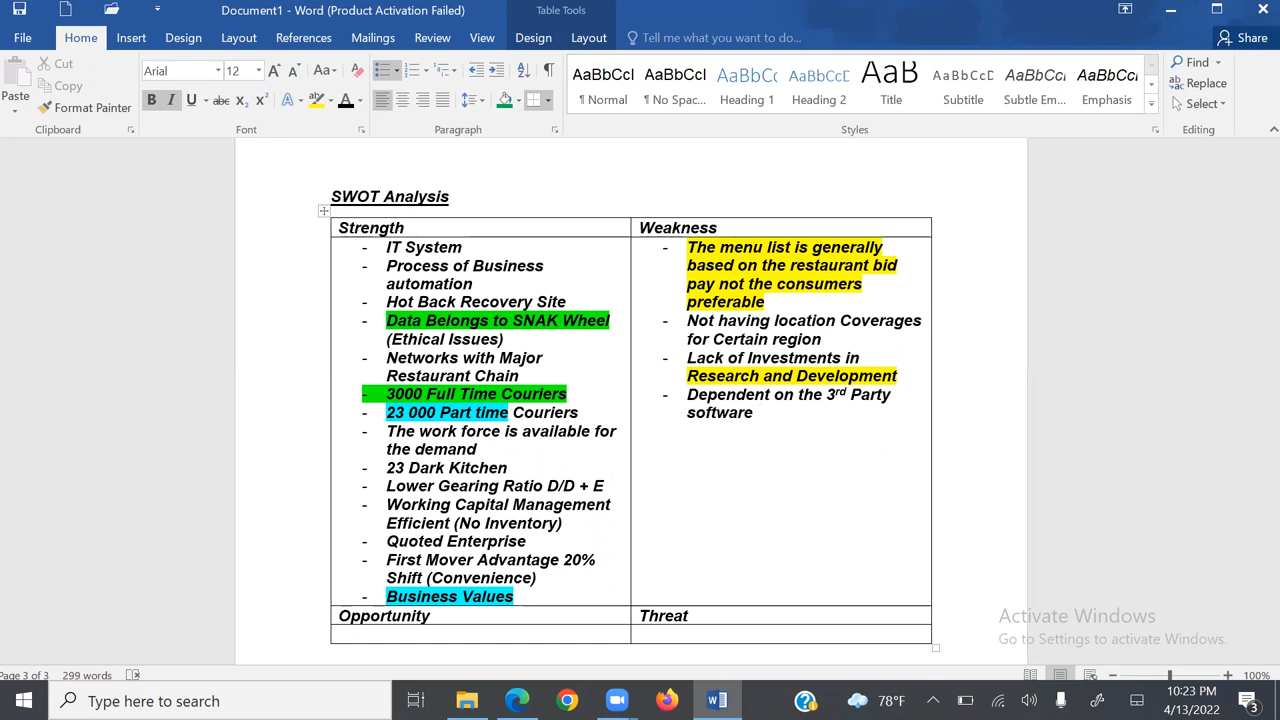 Document1 - Word (Product Activation Failed)
Table Tools
File Home Insert Design Layout References Mailings Review View Design Layout Tell me what you want to do... Share
Paste
Cut
Copy
Format Painter
Clipboard
Arial 12 Aa
B I U abc X₂ X² A A
Font
Paragraph
AaBbCcI AaBbCcI AaBbCc AaBbCcD AaB AaBbCcD AaBbCcI AaBbCcI
¶ Normal ¶ No Spac... Heading 1 Heading 2 Title Subtitle Subtle Em... Emphasis
Styles
Find
Replace
Select
Editing
SWOT Analysis
Strength
- IT System
- Process of Business
automation
- Hot Back Recovery Site
- Data Belongs to SNAK Wheel
(Ethical Issues)
- Networks with Major
Restaurant Chain
- 3000 Full Time Couriers
- 23 000 Part time Couriers
- The work force is available for
the demand
- 23 Dark Kitchen
- Lower Gearing Ratio D/D + E
- Working Capital Management
Efficient (No Inventory)
- Quoted Enterprise
- First Mover Advantage 20%
Shift (Convenience)
- Business Values
Weakness
- The menu list is generally
based on the restaurant bid
pay not the consumers
preferable
- Not having location Coverages
for Certain region
- Lack of Investments in
Research and Development
- Dependent on the 3rd Party
software
Opportunity
Threat
Activate Windows
Go to Settings to activate Windows.
Page 3 of 3 299 words
100%
Type here to search
78°F
10:23 PM
4/13/2022
3